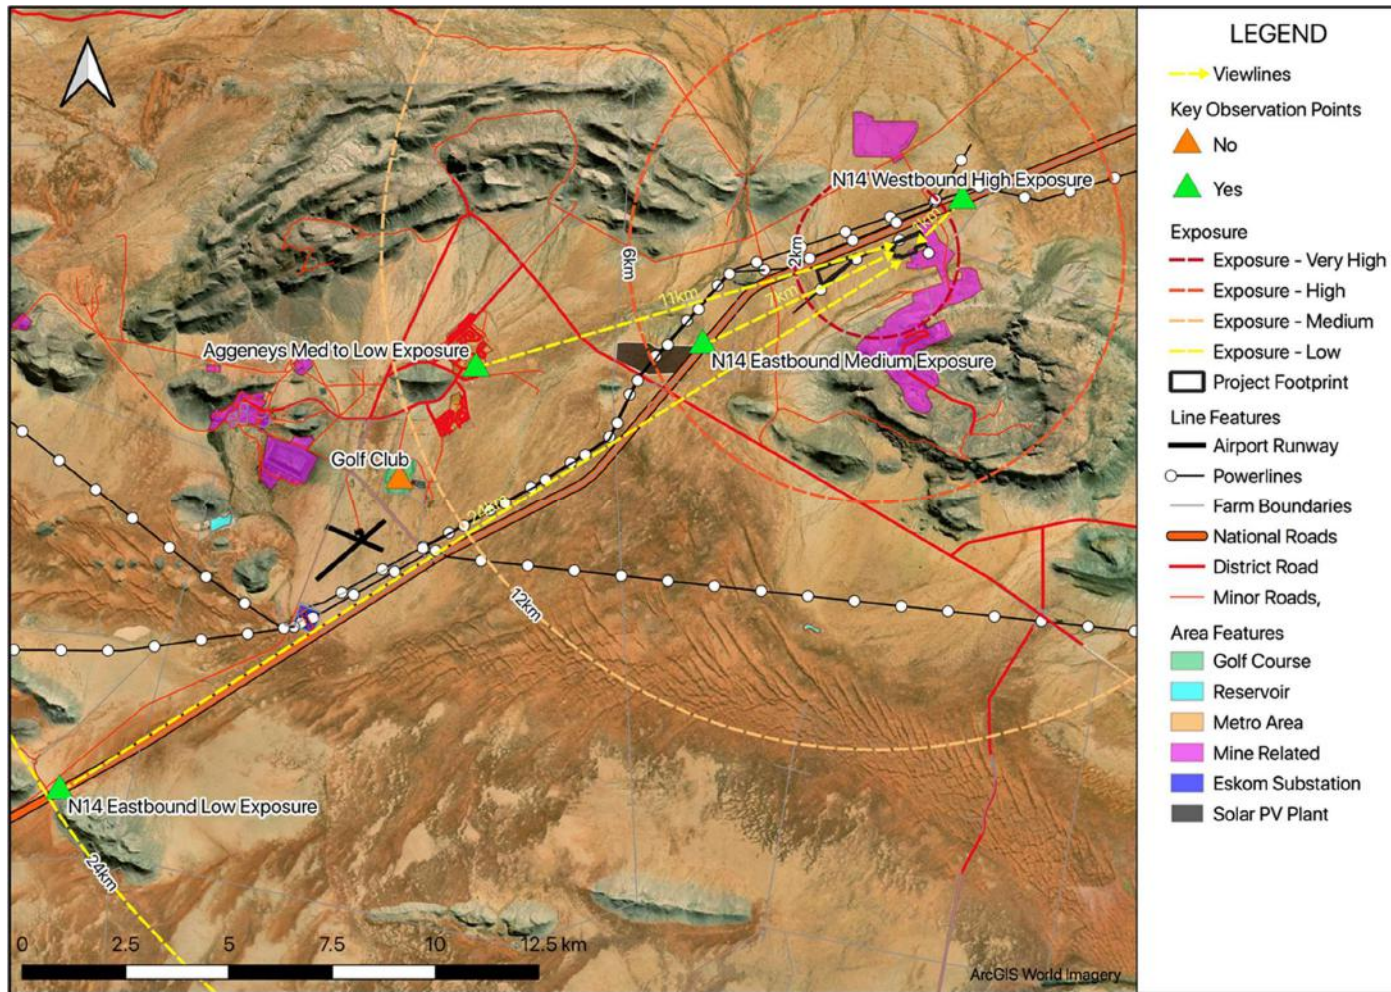 LEGEND
Viewlines
Key Observation Points
No
Yes
Exposure
Exposure - Very High
Exposure - High
Exposure - Medium
Exposure - Low
Project Footprint
Line Features
Airport Runway
Powerlines
Farm Boundaries
National Roads
District Road
Minor Roads,
Area Features
Golf Course
Reservoir
Metro Area
Mine Related
Eskom Substation
Solar PV Plant
N14 Westbound High Exposure
1km
2km
6km
11km
7km
Aggeneys Med to Low Exposure
N14 Eastbound Medium Exposure
Golf Club
24km
12km
N14 Eastbound Low Exposure
24km
0 2.5 5 7.5 10 12.5 km
ArcGIS World Imagery